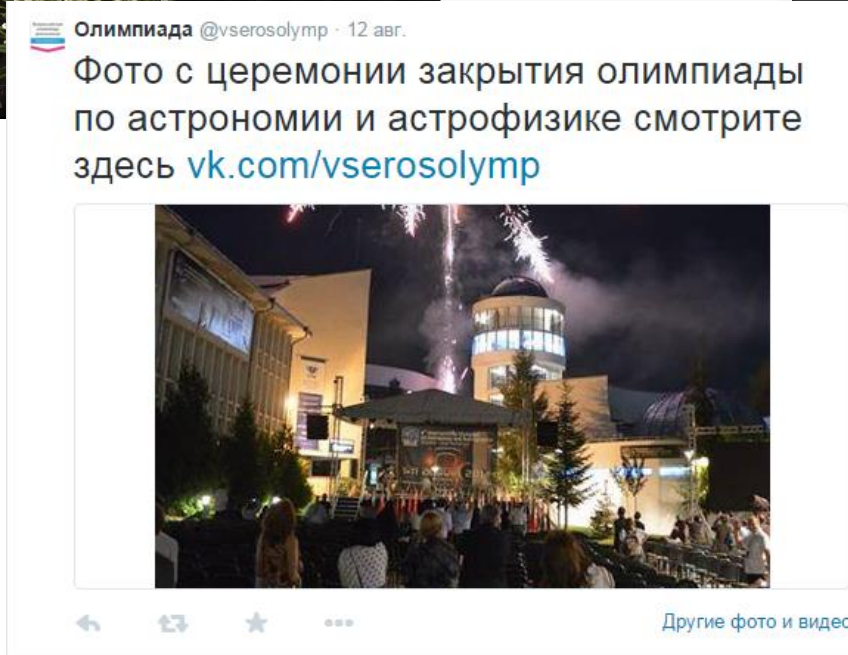 Олимпиада @vserosolymp · 12 авг.
Фото с церемонии закрытия олимпиады
по астрономии и астрофизике смотрите
здесь vk.com/vserosolymp
Другие фото и видео